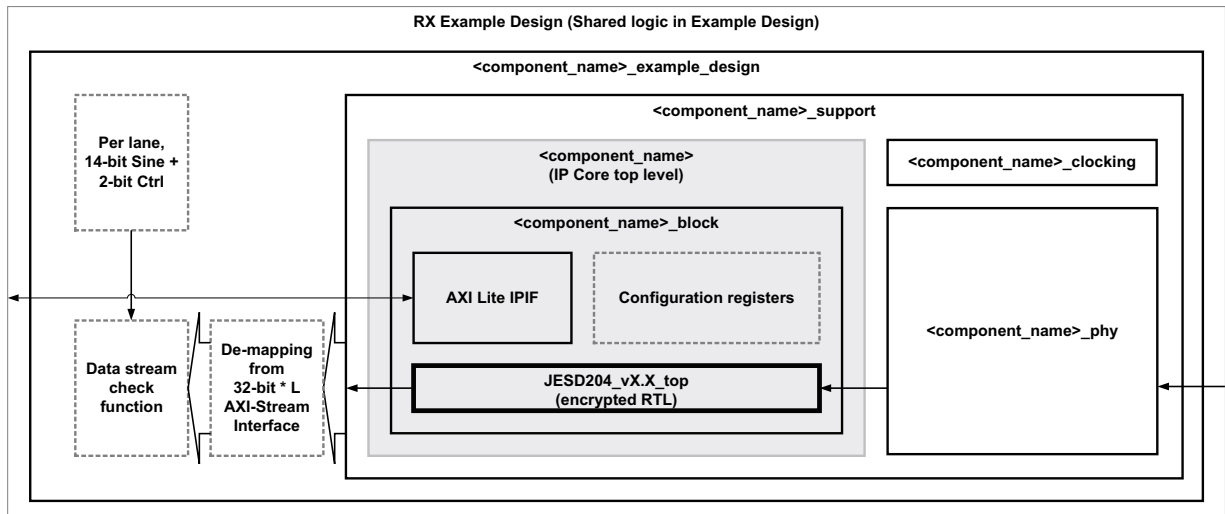 RX Example Design (Shared logic in Example Design)
<component_name>_example_design
<component_name>_support
Per lane,
14-bit Sine +
2-bit Ctrl
<component_name>
(IP Core top level)
<component_name>_clocking
<component_name>_block
AXI Lite IPIF
Configuration registers
<component_name>_phy
Data stream
check
function
De-mapping
from
32-bit * L
AXI-Stream
Interface
JESD204_vX.X_top
(encrypted RTL)